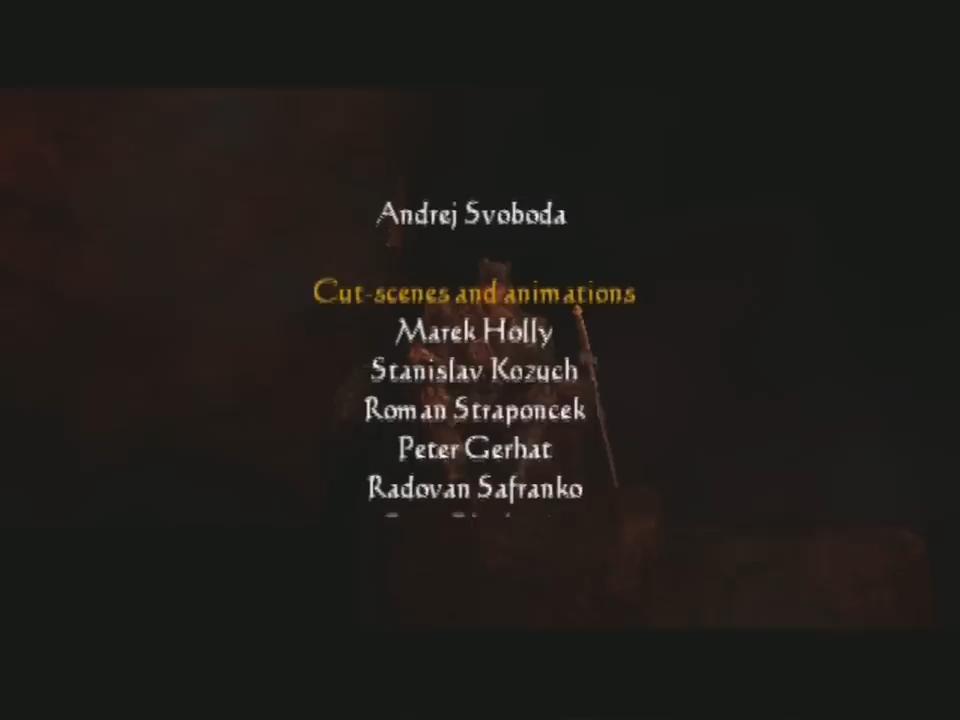 Andrej Svoboda
Cut-scenes and animations
Marek Holly
Stanislav Kozuch
Roman Straponcek
Peter Gerhat
Radovan Safranko